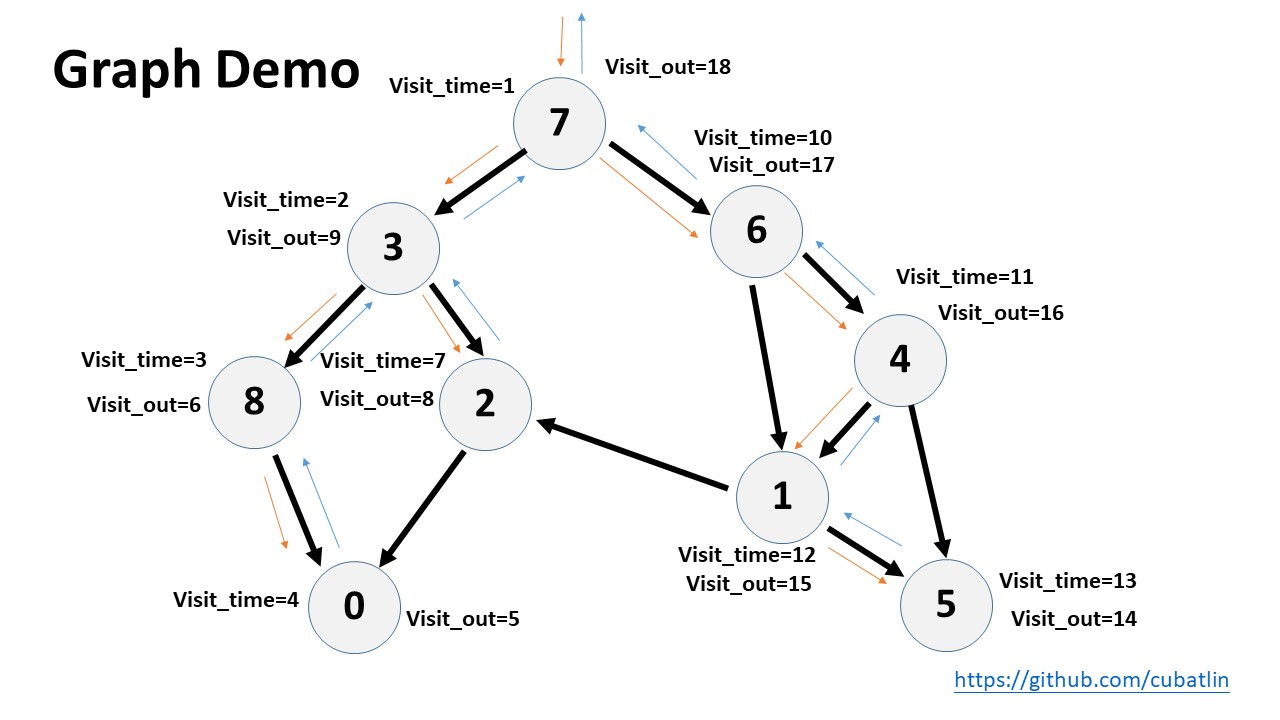 Graph Demo
Visit_time=1
7
Visit_out=18
Visit_time=10
Visit_out=17
6
Visit_time=2
Visit_out=9
3
Visit_time=11
Visit_out=16
4
Visit_time=3
Visit_out=6
8
Visit_time=7
Visit_out=8
2
1
Visit_time=12
Visit_out=15
Visit_time=4
0
Visit_out=5
5
Visit_time=13
Visit_out=14
https://github.com/cubatlin